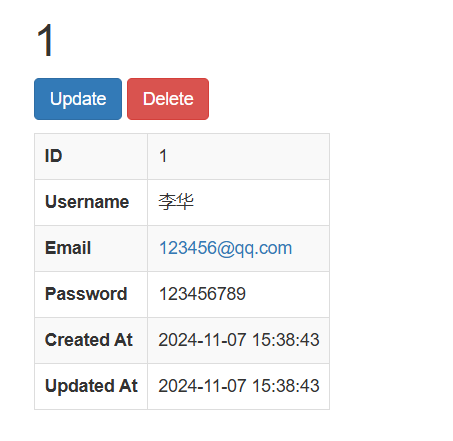 1
Update Delete
ID 1
Username 李华
Email 123456@qq.com
Password 123456789
Created At 2024-11-07 15:38:43
Updated At 2024-11-07 15:38:43